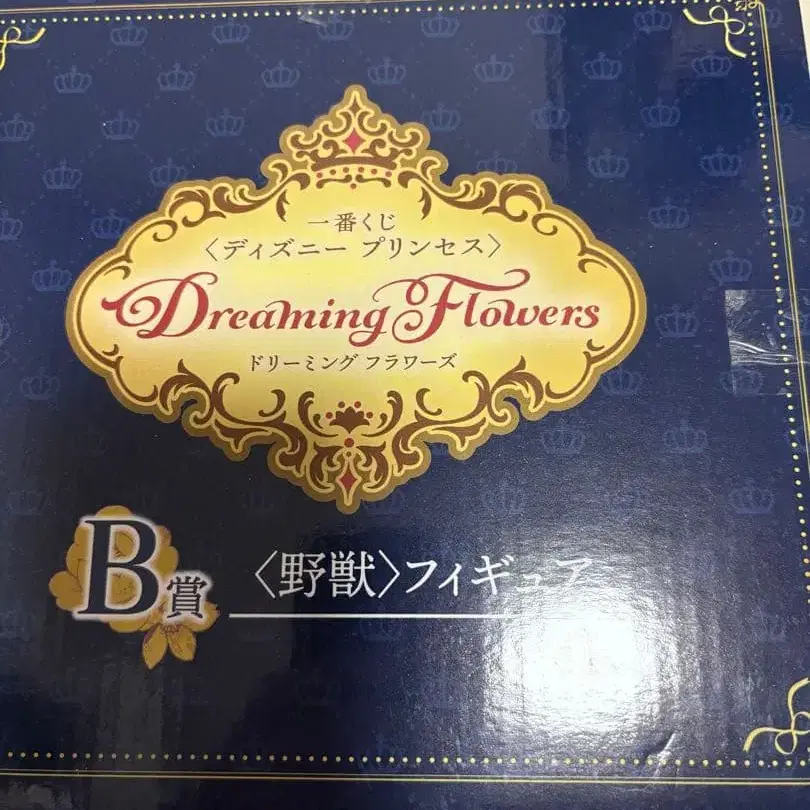 一番くじ
〈ディズニー プリンセス〉
Dreaming Flowers
ドリーミング フラワーズ
B賞 〈野獣〉フィギュア